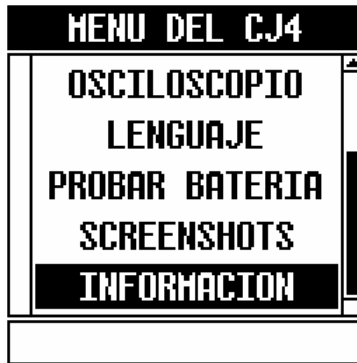 MENU DEL CJ4
OSCILOSCOPIO
LENGUAJE
PROBAR BATERIA
SCREENSHOTS
INFORMACION